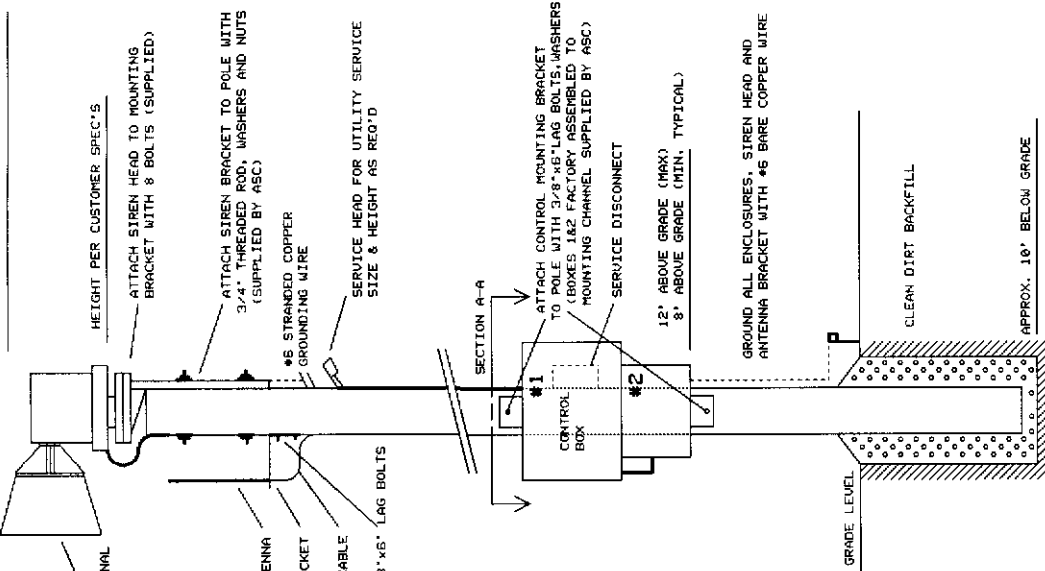 HEIGHT PER CUSTOMER SPEC'S
ATTACH SIREN HEAD TO MOUNTING
BRACKET WITH 8 BOLTS (SUPPLIED)
ATTACH SIREN BRACKET TO POLE WITH
3/4" THREADED ROD, WASHERS AND NUTS
(SUPPLIED BY ASC)
#6 STRANDED COPPER
GROUNDING WIRE
SERVICE HEAD FOR UTILITY SERVICE
SIZE & HEIGHT AS REQ'D
SECTION A-A
ATTACH CONTROL MOUNTING BRACKET
TO POLE WITH 3/8"x6"LAG BOLTS,WASHERS
(BOXES 1&2 FACTORY ASSEMBLED TO
MOUNTING CHANNEL SUPPLIED BY ASC)
SERVICE DISCONNECT
#1
CONTROL
BOX
#2
12' ABOVE GRADE (MAX)
8' ABOVE GRADE (MIN, TYPICAL)
GROUND ALL ENCLOSURES, SIREN HEAD AND
ANTENNA BRACKET WITH #6 BARE COPPER WIRE
CLEAN DIRT BACKFILL
APPROX. 10' BELOW GRADE
NAL
ENNA
CKET
ABLE
"x6" LAG BOLTS
GRADE LEVEL